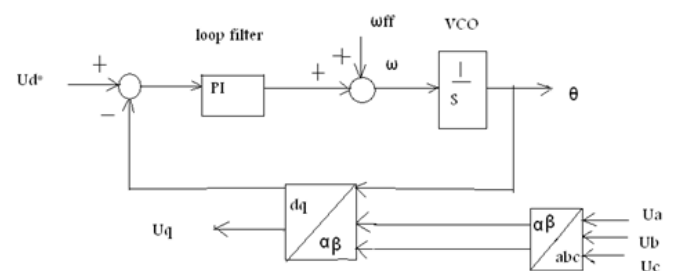 ωff
VCO
loop filter
+
+
+
ω
Ud*
PI
1
S
θ
−
dq
αβ
Uq
αβ
abc
Ua
Ub
Uc